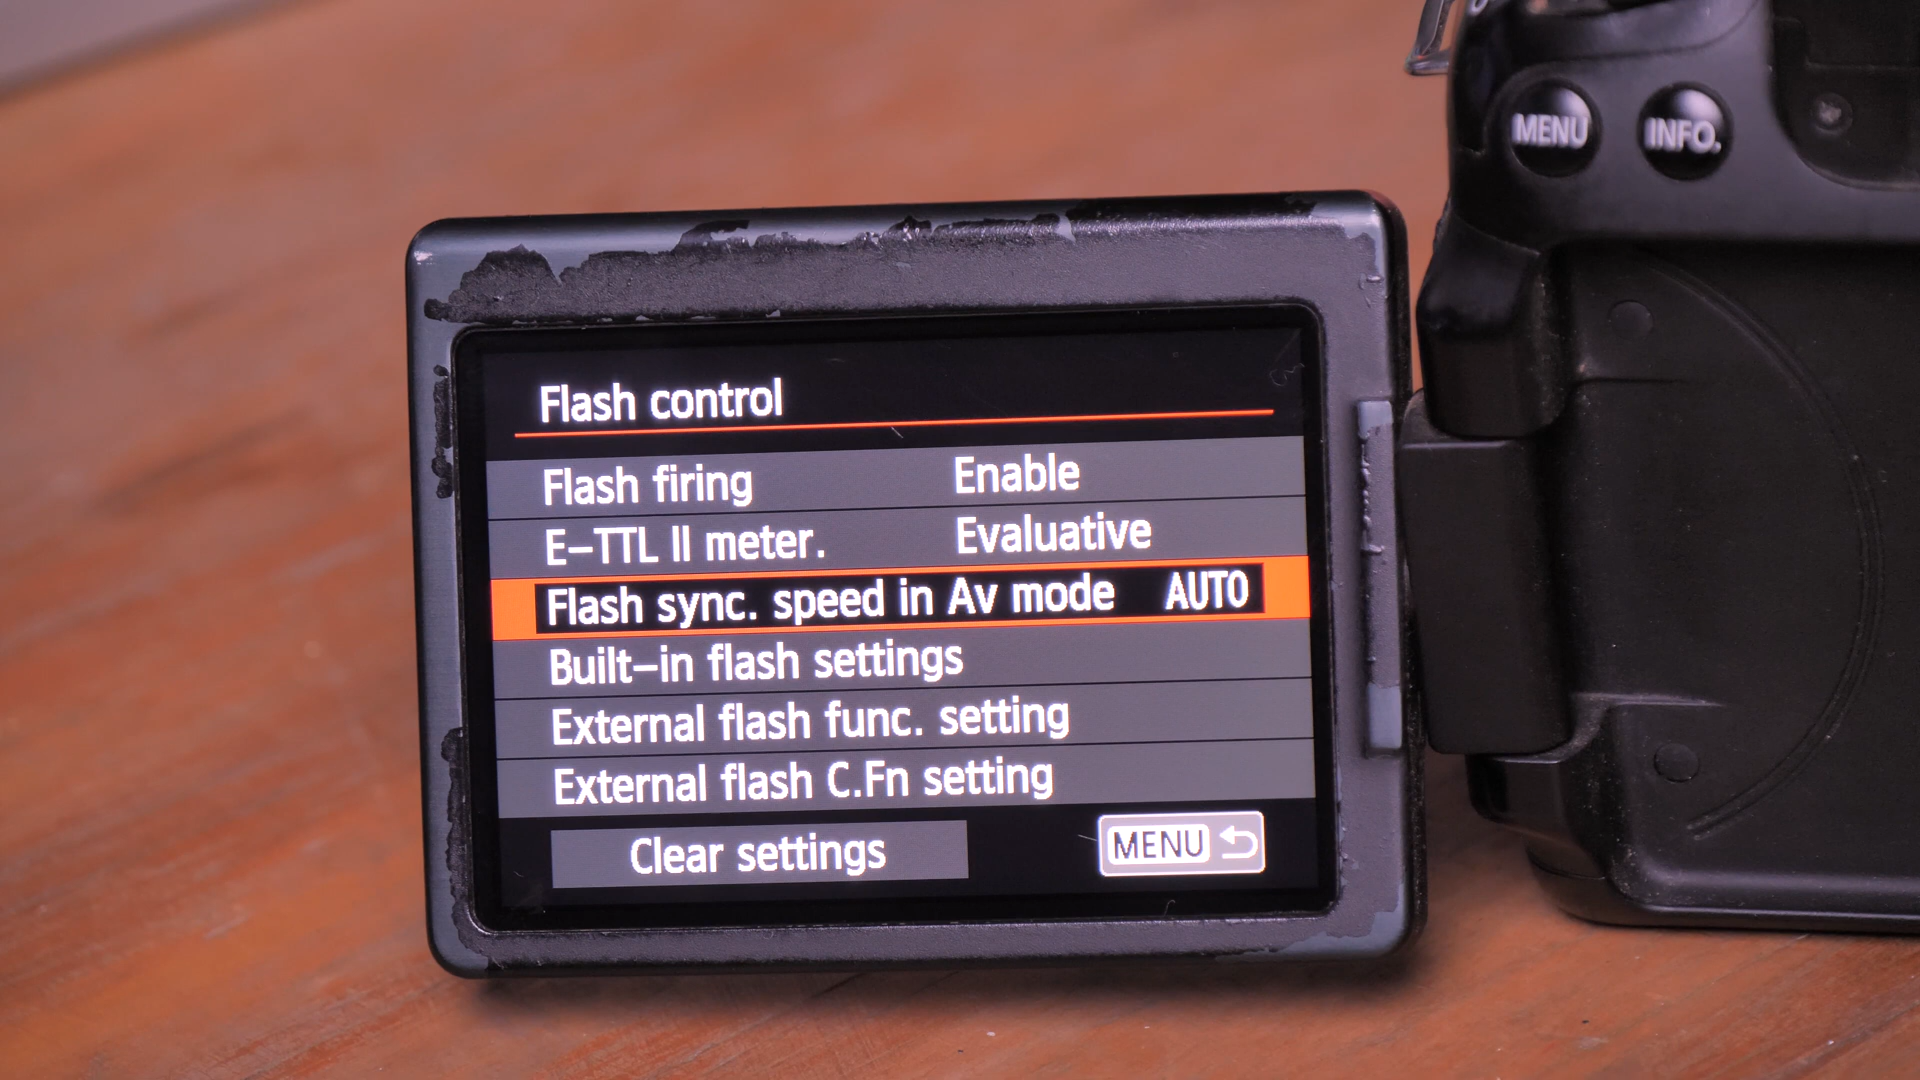 MENU INFO.
Flash control
Flash firing Enable
E-TTL II meter. Evaluative
Flash sync. speed in Av mode AUTO
Built-in flash settings
External flash func. setting
External flash C.Fn setting
Clear settings MENU